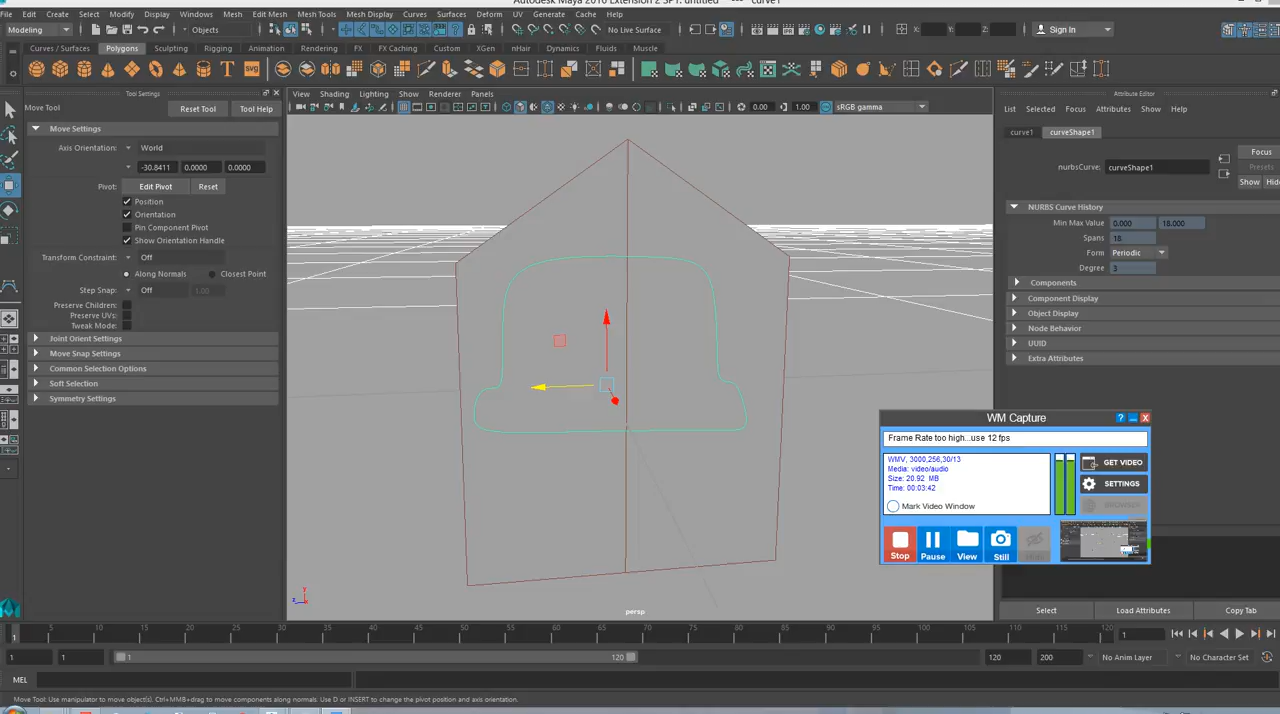 Autodesk Maya 2016 Extension 2 SP1: untitled* --- curve1
File Edit Create Select Modify Display Windows Mesh Edit Mesh Mesh Tools Mesh Display Curves Surfaces Deform UV Generate Cache Help
Modeling Objects No Live Surface X: Y: Z: Sign In
Curves / Surfaces Polygons Sculpting Rigging Animation Rendering FX FX Caching Custom XGen nHair Dynamics Fluids Muscle
Tool Settings
Move Tool Reset Tool Tool Help
Move Settings
Axis Orientation: World
-30.8411 0.0000 0.0000
Pivot: Edit Pivot Reset
Position
Orientation
Pin Component Pivot
Show Orientation Handle
Transform Constraint: Off
Along Normals Closest Point
Step Snap: Off 1.00
Preserve Children:
Preserve UVs:
Tweak Mode:
Joint Orient Settings
Move Snap Settings
Common Selection Options
Soft Selection
Symmetry Settings
View Shading Lighting Show Renderer Panels
0.00 1.00 sRGB gamma
persp
y
z x
Attribute Editor
List Selected Focus Attributes Show Help
curve1 curveShape1
Focus
nurbsCurve: curveShape1
Presets
Show Hide
NURBS Curve History
Min Max Value 0.000 18.000
Spans 18
Form Periodic
Degree 3
Components
Component Display
Object Display
Node Behavior
UUID
Extra Attributes
WM Capture
Frame Rate too high...use 12 fps
WMV, 3000,256,30/13
Media: video/audio
Size: 20.92 MB
Time: 00:03:42
Mark Video Window
GET VIDEO
SETTINGS
BROWSER
Stop Pause View Still
Select Load Attributes Copy Tab
1 5 10 15 20 25 30 35 40 45 50 55 60 65 70 75 80 85 90 95 100 105 110 115 120 1
1 1 1 120 120 200 No Anim Layer No Character Set
MEL
Move Tool: Use manipulator to move object(s). Ctrl+MMB+drag to move components along normals. Use D or INSERT to change the pivot position and axis orientation.